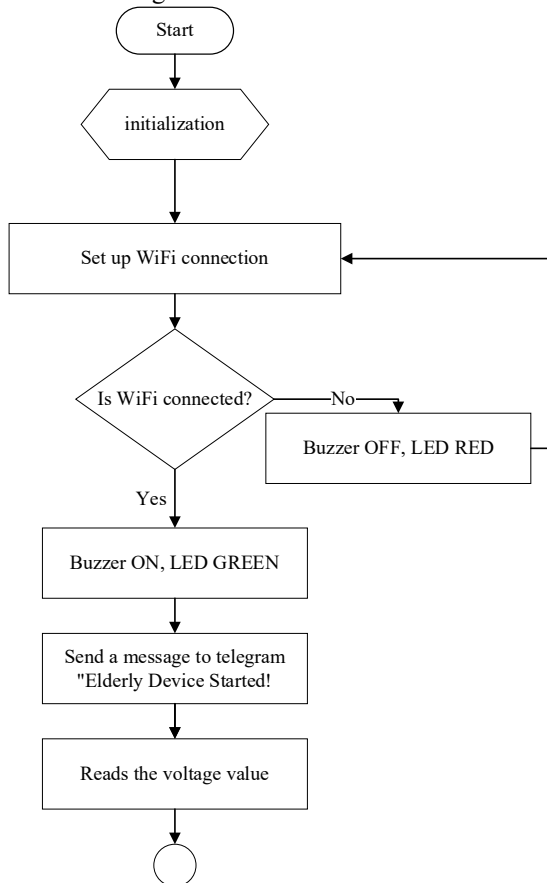 Start
initialization
Set up WiFi connection
Is WiFi connected?
No
Buzzer OFF, LED RED
Yes
Buzzer ON, LED GREEN
Send a message to telegram
"Elderly Device Started!
Reads the voltage value